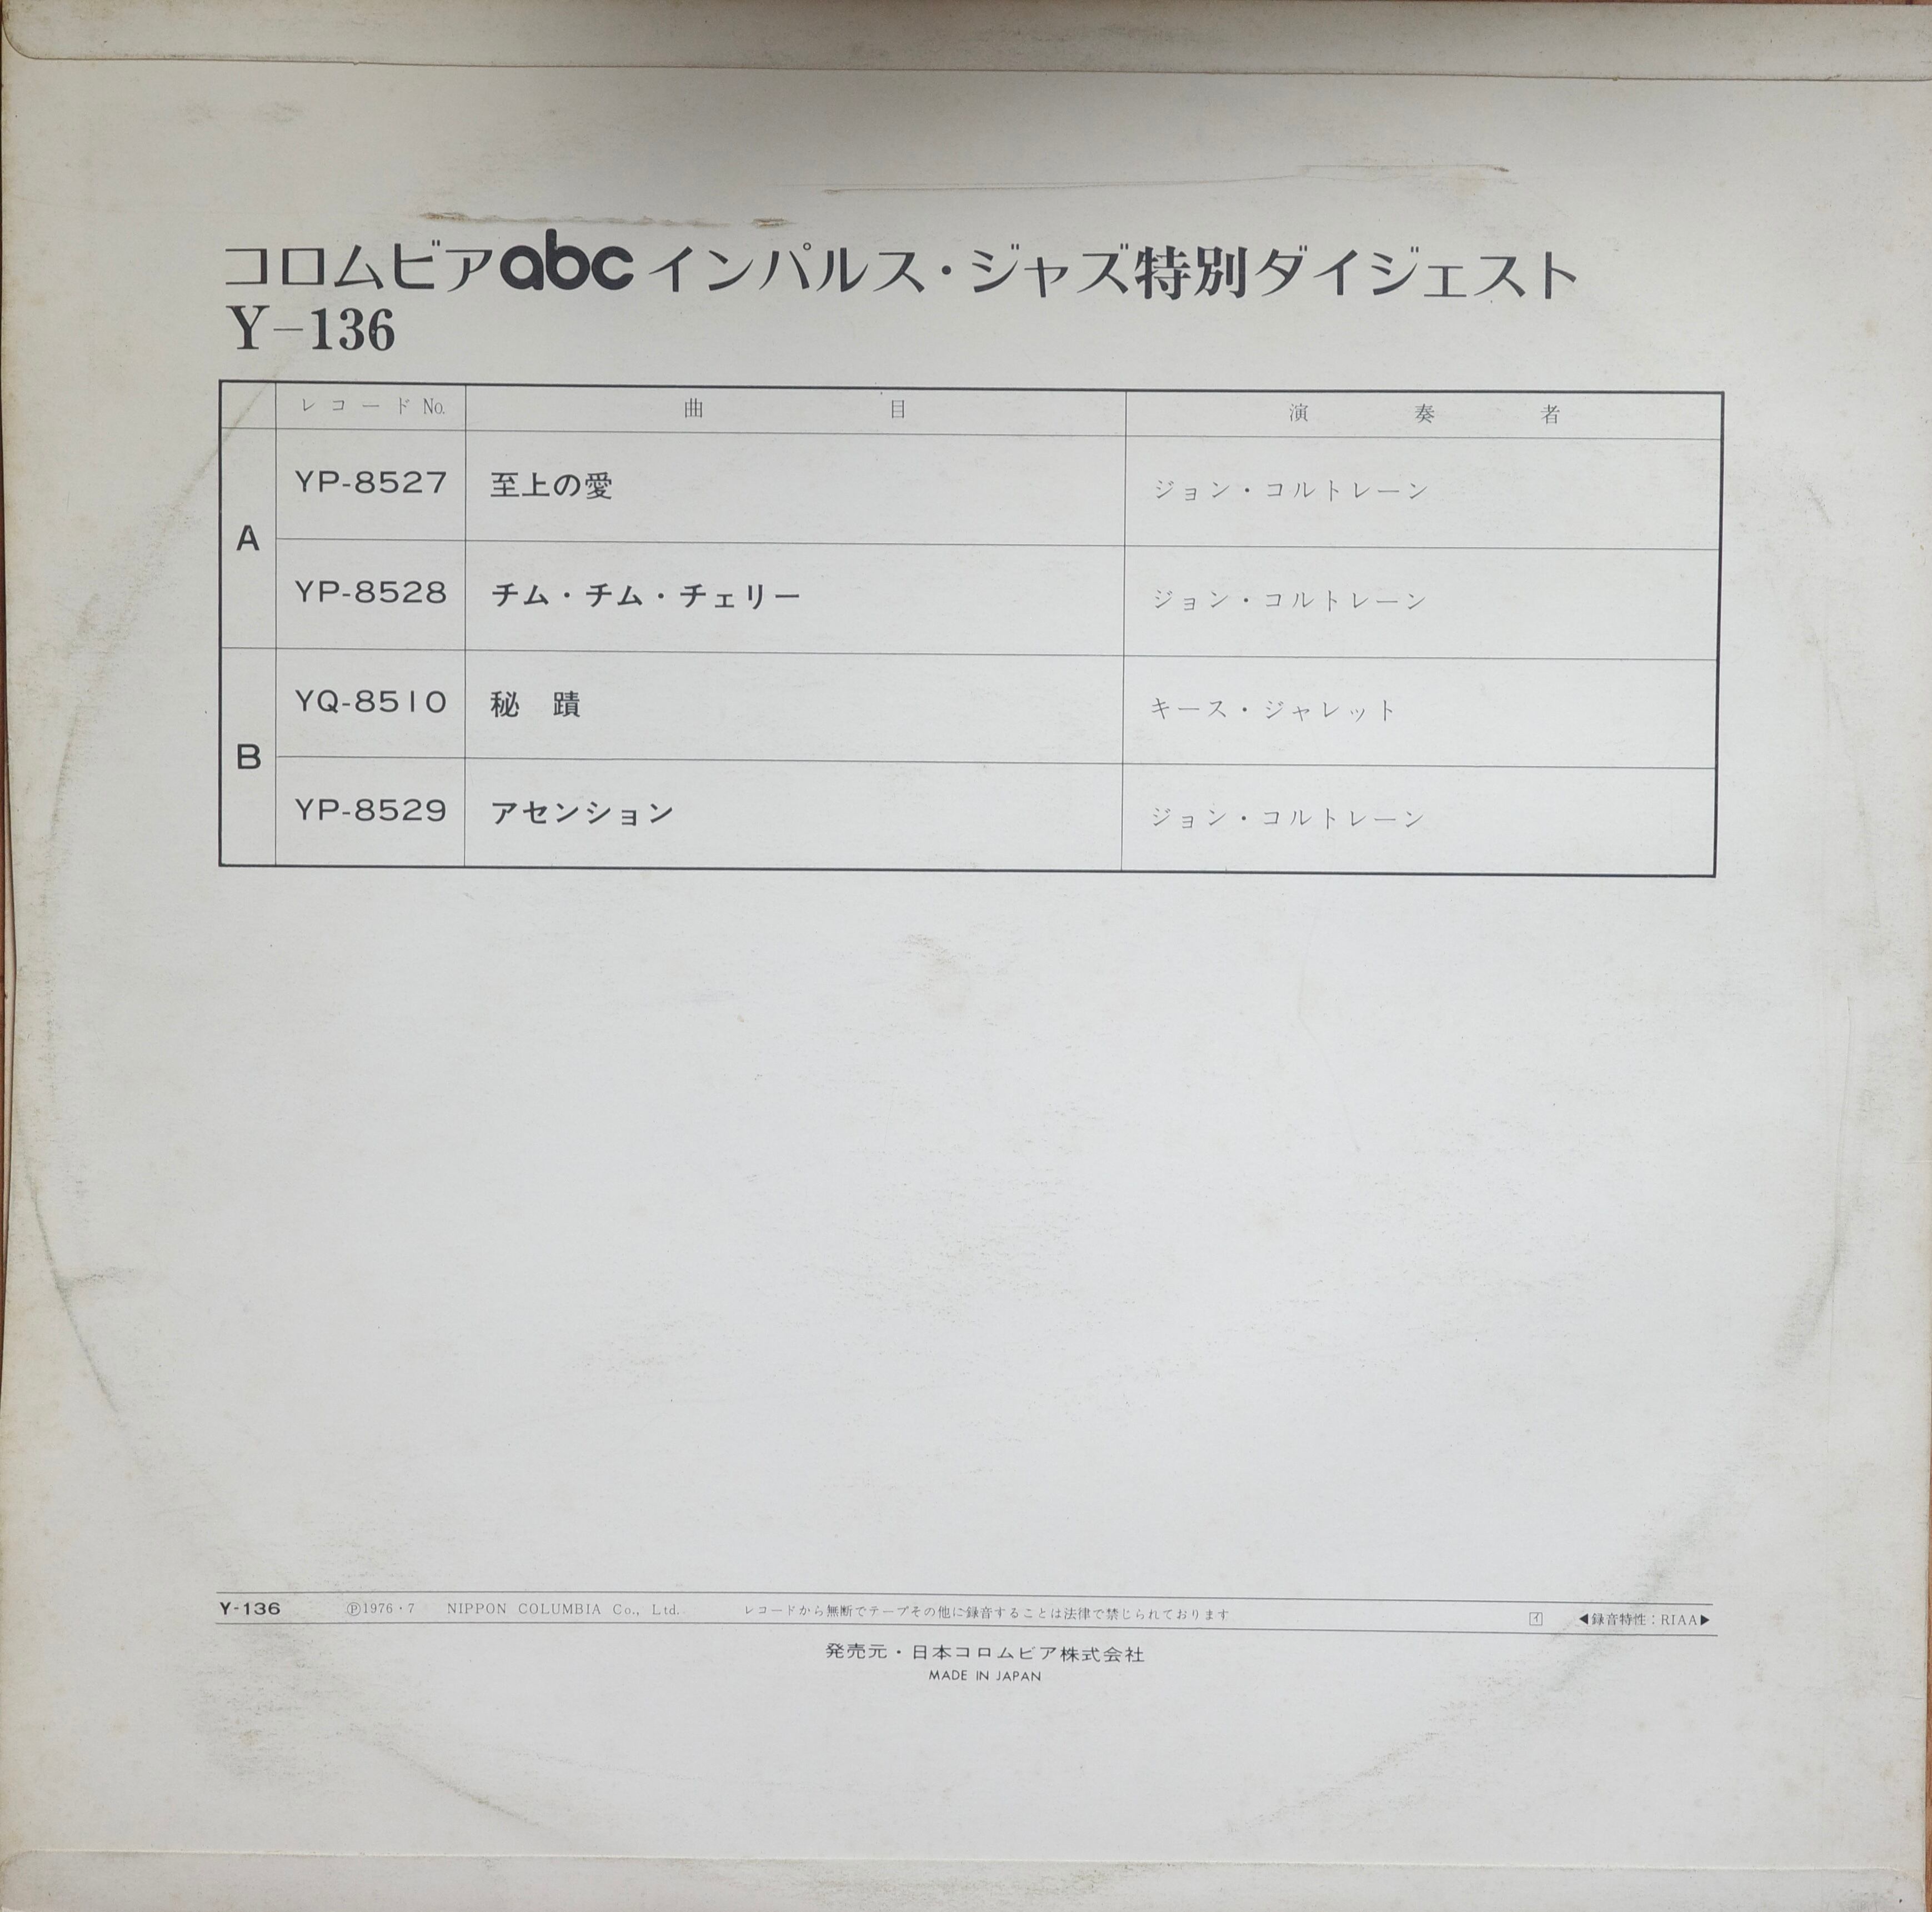 コロムビアabcインパルス・ジャズ特別ダイジェスト
Y-136
レコードNo. 曲目 演奏者
A
YP-8527 至上の愛 ジョン・コルトレーン
YP-8528 チム・チム・チェリー ジョン・コルトレーン
B
YQ-8510 秘蹟 キース・ジャレット
YP-8529 アセンション ジョン・コルトレーン
Y-136 Ⓟ1976・7 NIPPON COLUMBIA Co., Ltd. レコードから無断でテープその他に録音することは法律で禁じられております イ ◀録音特性：RIAA▶
発売元・日本コロムビア株式会社
MADE IN JAPAN